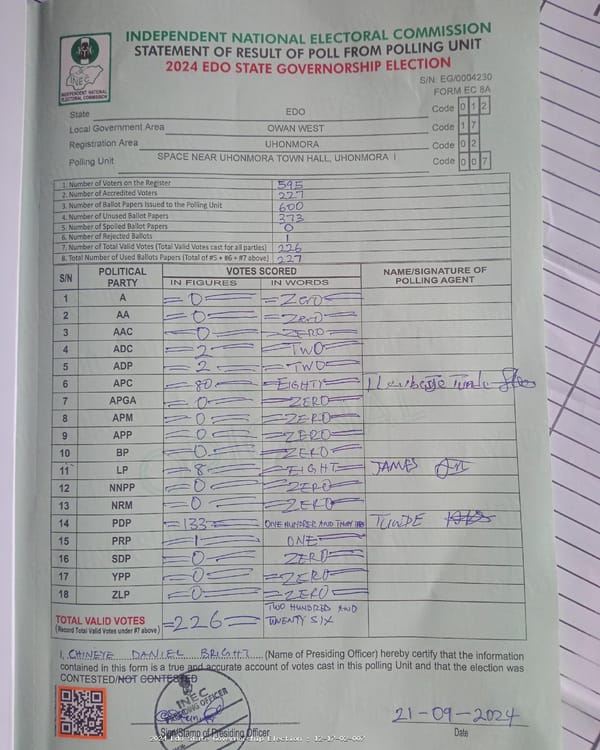 INDEPENDENT NATIONAL ELECTORAL COMMISSION
STATEMENT OF RESULT OF POLL FROM POLLING UNIT
2024 EDO STATE GOVERNORSHIP ELECTION
INEC
INDEPENDENT NATIONAL ELECTORAL COMMISSION
S/N: EG/0004230
FORM EC 8A
State EDO Code 0 1 2
Local Government Area OWAN WEST Code 1 7
Registration Area UHONMORA Code 0 2
Polling Unit SPACE NEAR UHONMORA TOWN HALL, UHONMORA I Code 0 0 7
1. Number of Voters on the Register 595
2. Number of Accredited Voters 227
3. Number of Ballot Papers Issued to the Polling Unit 600
4. Number of Unused Ballot Papers 373
5. Number of Spoiled Ballot Papers 0
6. Number of Rejected Ballots 1
7. Number of Total Valid Votes (Total Valid Votes cast for all parties) 226
8. Total Number of Used Ballots Papers (Total of #5 + #6 + #7 above) 227
S/N POLITICAL PARTY VOTES SCORED NAME/SIGNATURE OF POLLING AGENT
IN FIGURES IN WORDS
1 A =0= =ZERO=
2 AA =0= =ZERO=
3 AAC =0= =ZERO=
4 ADC =2= =TWO=
5 ADP =2= =TWO=
6 APC =80= =EIGHTY=
7 APGA =0= =ZERO=
8 APM =0= =ZERO=
9 APP =0= =ZERO=
10 BP =0= =ZERO=
11 LP =8= =EIGHT= JAMES
12 NNPP =0= =ZERO=
13 NRM =0= =ZERO=
14 PDP =133= ONE HUNDRED AND TUNDE
15 PRP =1= ONE=
16 SDP =0= ZERO=
17 YPP =0= =ZERO=
18 ZLP =0= =ZERO=
TOTAL VALID VOTES =226= TWO HUNDRED AND
(Record Total Valid Votes under #7 above) TWENTY SIX
I, CHINEYE DANIEL BRIGHT (Name of Presiding Officer) hereby certify that the information
contained in this form is a true and accurate account of votes cast in this polling Unit and that the election was
CONTESTED/NOT CONTESTED
INEC
PRESIDING OFFICER
21-09-2024
Sign/Stamp of Presiding Officer Date
2024 Edo State Governorship Election - 12-17-02-007